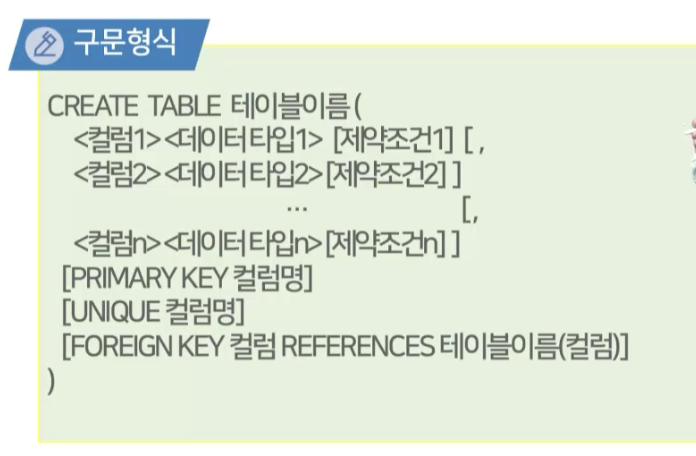 구문형식
CREATE TABLE 테이블이름 (
<컬럼1> <데이터 타입1> [제약조건1] [ ,
<컬럼2> <데이터 타입2> [제약조건2] ]
… [,
<컬럼n> <데이터 타입n> [제약조건n] ]
[PRIMARY KEY 컬럼명]
[UNIQUE 컬럼명]
[FOREIGN KEY 컬럼 REFERENCES 테이블이름(컬럼)]
)